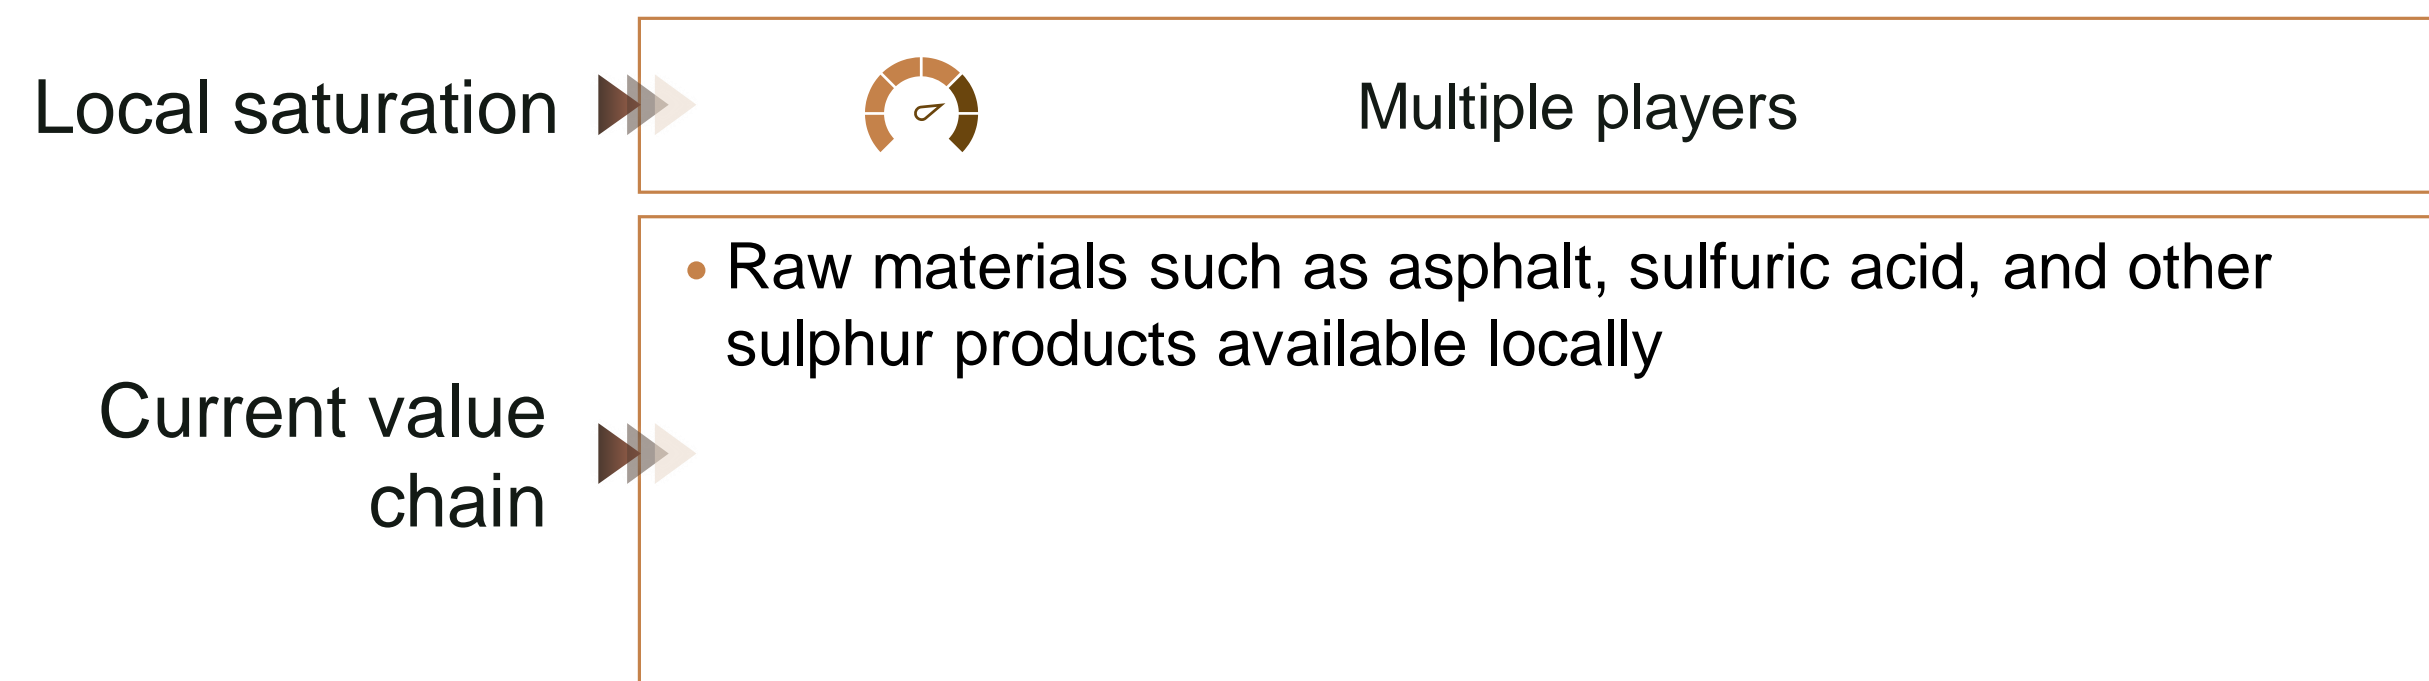 Local saturation
Multiple players
• Raw materials such as asphalt, sulfuric acid, and other
sulphur products available locally
Current value
chain